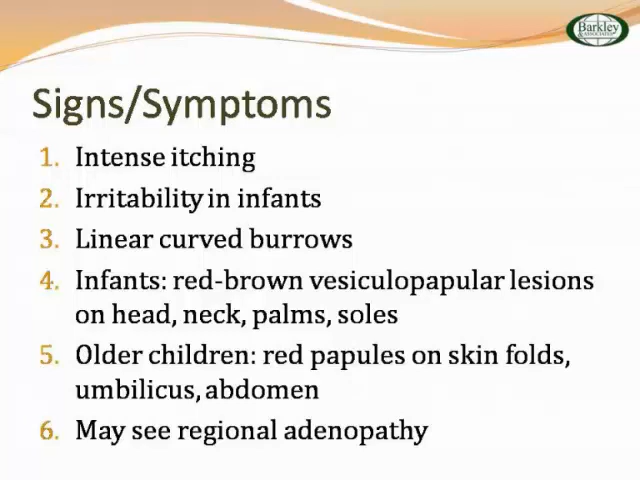 Barkley
& ASSOCIATES
Signs/Symptoms
1. Intense itching
2. Irritability in infants
3. Linear curved burrows
4. Infants: red-brown vesiculopapular lesions
on head, neck, palms, soles
5. Older children: red papules on skin folds,
umbilicus, abdomen
6. May see regional adenopathy